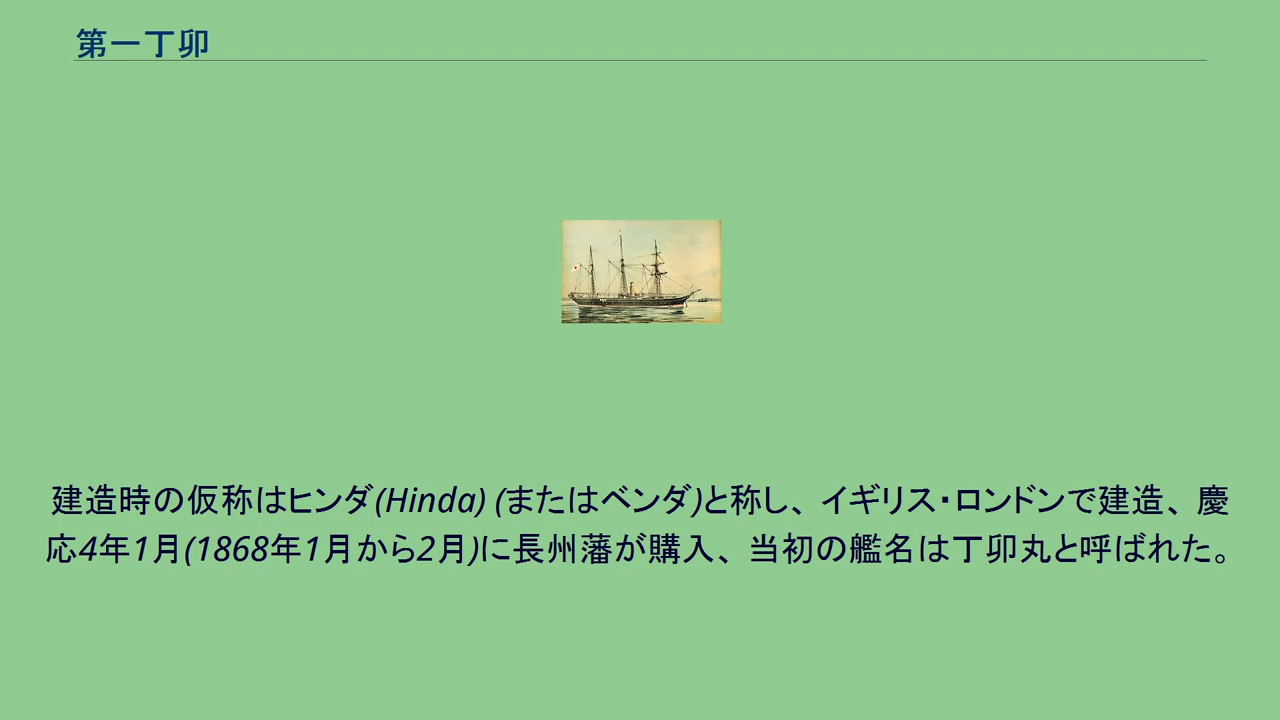 第一丁卯
建造時の仮称はヒンダ(Hinda) (またはベンダ)と称し、イギリス・ロンドンで建造、慶
応4年1月(1868年1月から2月)に長州藩が購入、当初の艦名は丁卯丸と呼ばれた。